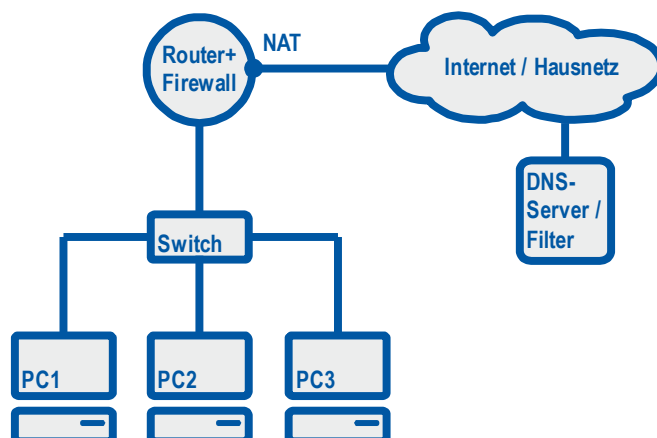 Router+
Firewall
NAT
Internet / Hausnetz
DNS-
Server /
Filter
Switch
PC1
PC2
PC3